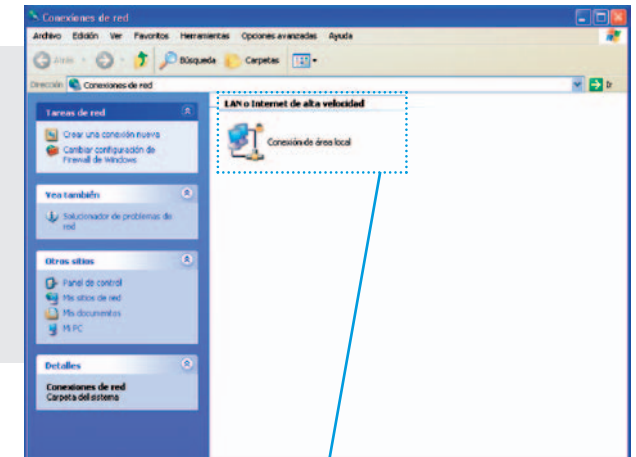 Conexiones de red
Archivo Edición Ver Favoritos Herramientas Opciones avanzadas Ayuda
Atrás Búsqueda Carpetas
Dirección Conexiones de red Ir
Tareas de red
Crear una conexión nueva
Cambiar configuración de
Firewall de Windows
Vea también
Solucionador de problemas de
red
Otros sitios
Panel de control
Mis sitios de red
Mis documentos
Mi PC
Detalles
Conexiones de red
Carpeta del sistema
LAN o Internet de alta velocidad
Conexión de área local